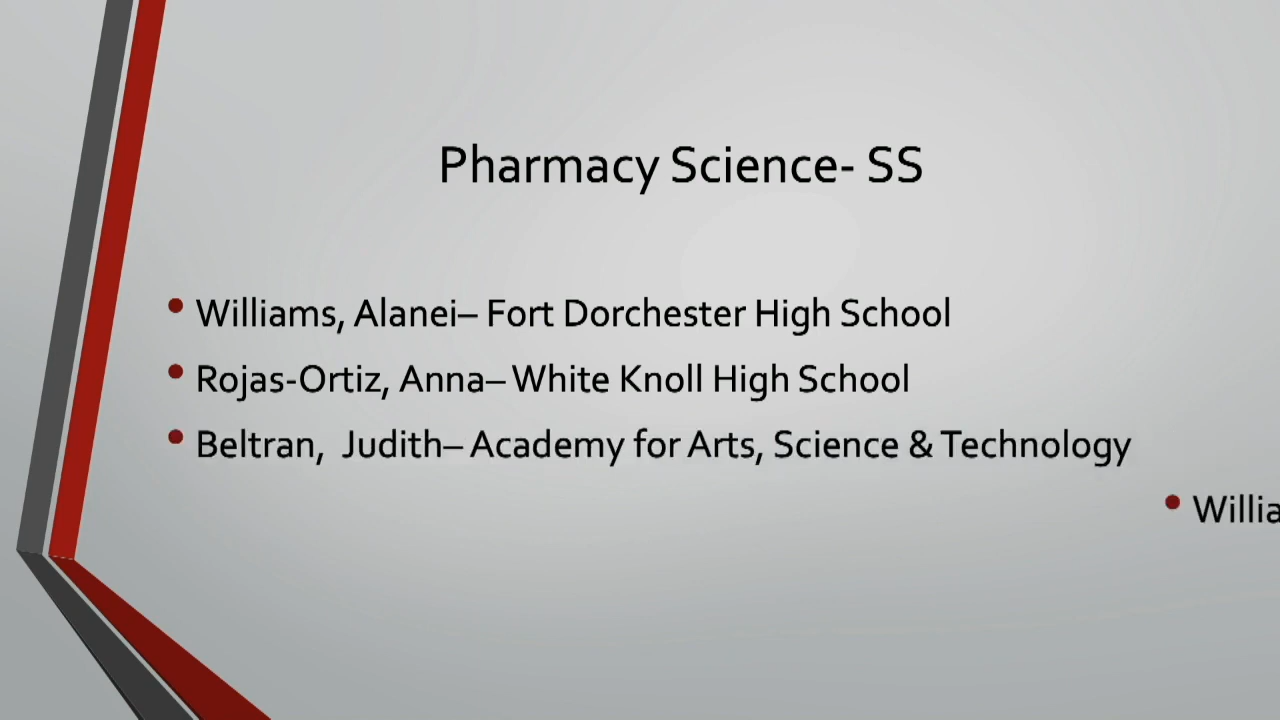 Pharmacy Science- SS
• Williams, Alanei– Fort Dorchester High School
• Rojas-Ortiz, Anna– White Knoll High School
• Beltran, Judith– Academy for Arts, Science & Technology
•